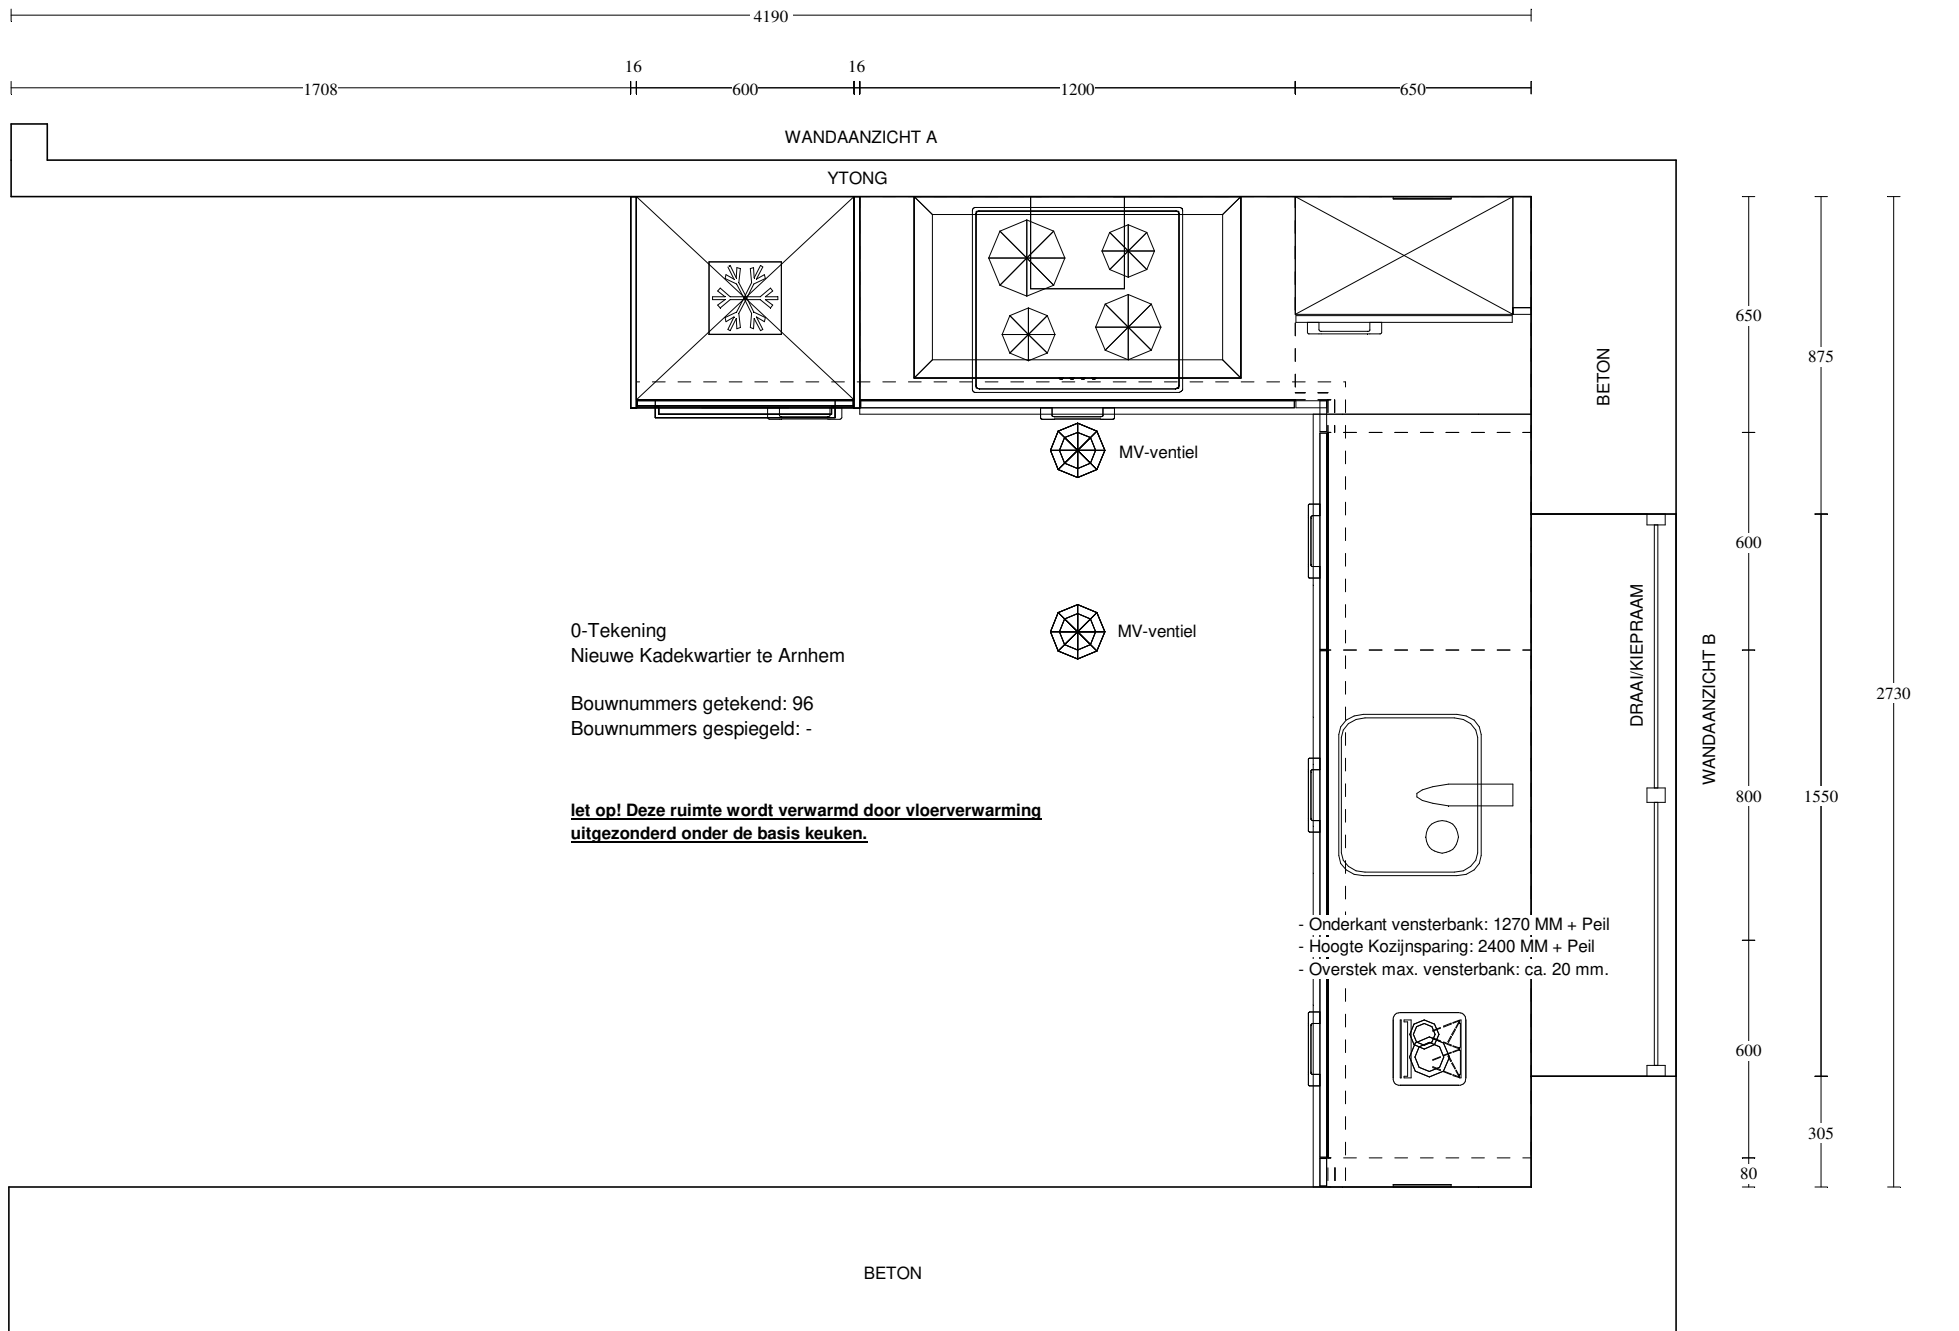 4190
16
16
1708
600
1200
650
WANDAANZICHT A
YTONG
BETON
650
875
MV-ventiel
600
MV-ventiel
0-Tekening
Nieuwe Kadekwartier te Arnhem
Bouwnummers getekend: 96
Bouwnummers gespiegeld: -
DRAAI/KIEPRAAM
WANDAANZICHT B
2730
800
1550
let op! Deze ruimte wordt verwarmd door vloerverwarming
uitgezonderd onder de basis keuken.
- Onderkant vensterbank: 1270 MM + Peil
- Hoogte Kozijnsparing: 2400 MM + Peil
- Overstek max. vensterbank: ca. 20 mm.
600
305
80
BETON